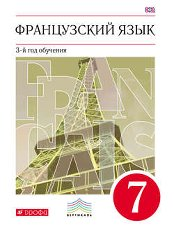 ФРАНЦУЗСКИЙ ЯЗЫК
3-й год обучения
FRAN
ÇAIS
7
дрофа
ВЕРТИКАЛЬ